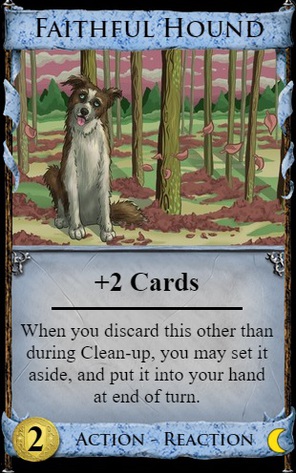 FAITHFUL HOUND
+2 Cards
When you discard this other than
during Clean-up, you may set it
aside, and put it into your hand
at end of turn.
2 ACTION – REACTION